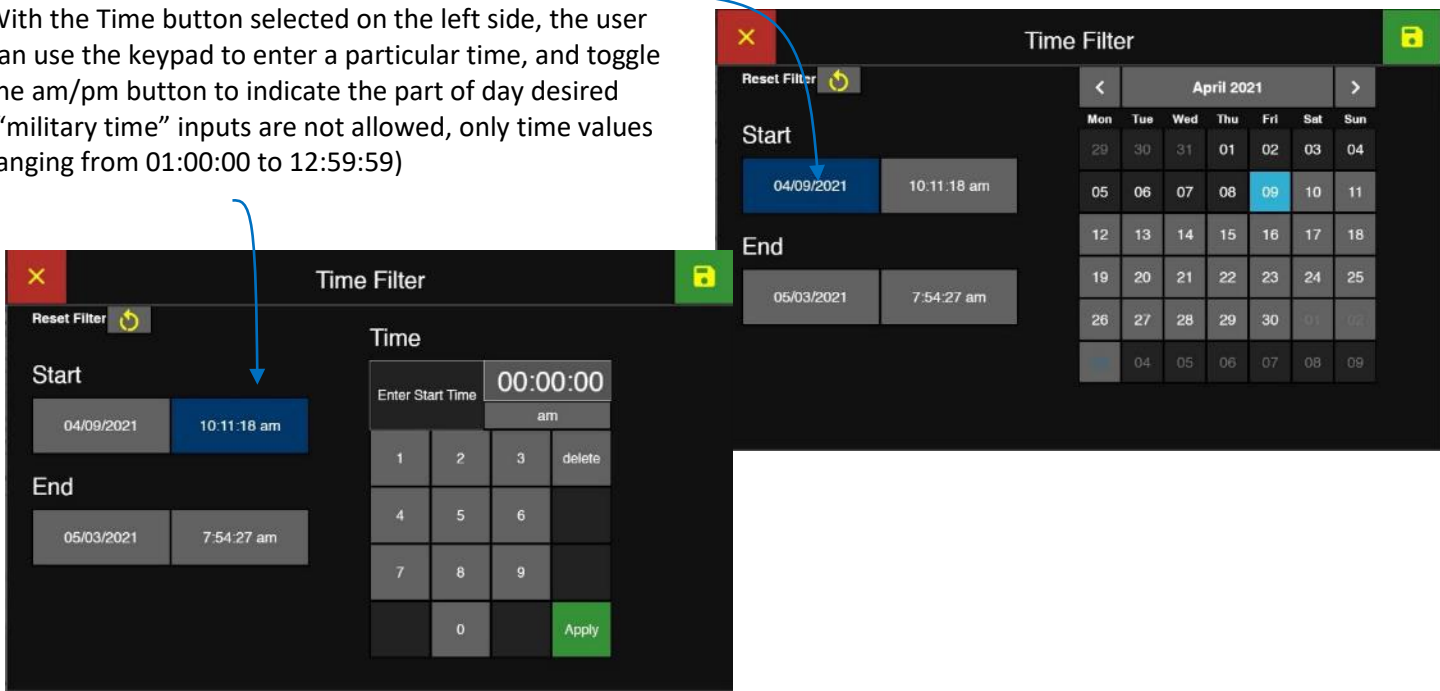 With the Time button selected on the left side, the user
an use the keypad to enter a particular time, and toggle
he am/pm button to indicate the part of day desired
“military time” inputs are not allowed, only time values
anging from 01:00:00 to 12:59:59)
Time Filter
Reset Filter
Start
04/09/2021 10:11:18 am
End
05/03/2021 7:54:27 am
< April 2021 >
Mon Tue Wed Thu Fri Sat Sun
29 30 31 01 02 03 04
05 06 07 08 09 10 11
12 13 14 15 16 17 18
19 20 21 22 23 24 25
26 27 28 29 30 01 02
04 05 06 07 08 09
Time Filter
Reset Filter
Start
04/09/2021 10:11:18 am
End
05/03/2021 7:54:27 am
Time
Enter Start Time 00:00:00
am
1 2 3 delete
4 5 6
7 8 9
0 Apply